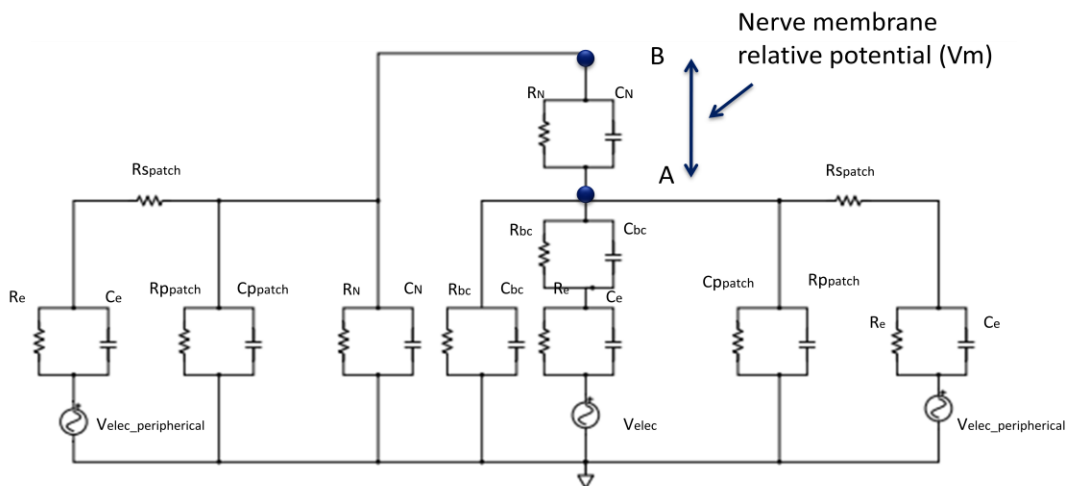 Nerve membrane
relative potential (Vm)
B
RN
CN
A
Rspatch
Rspatch
Rbc
Cbc
Re
Ce
Rppatch
Cppatch
RN
CN
Rbc
Cbc
Re
Ce
Cppatch
Rppatch
Re
Ce
Velec_peripherical
Velec
Velec_peripherical